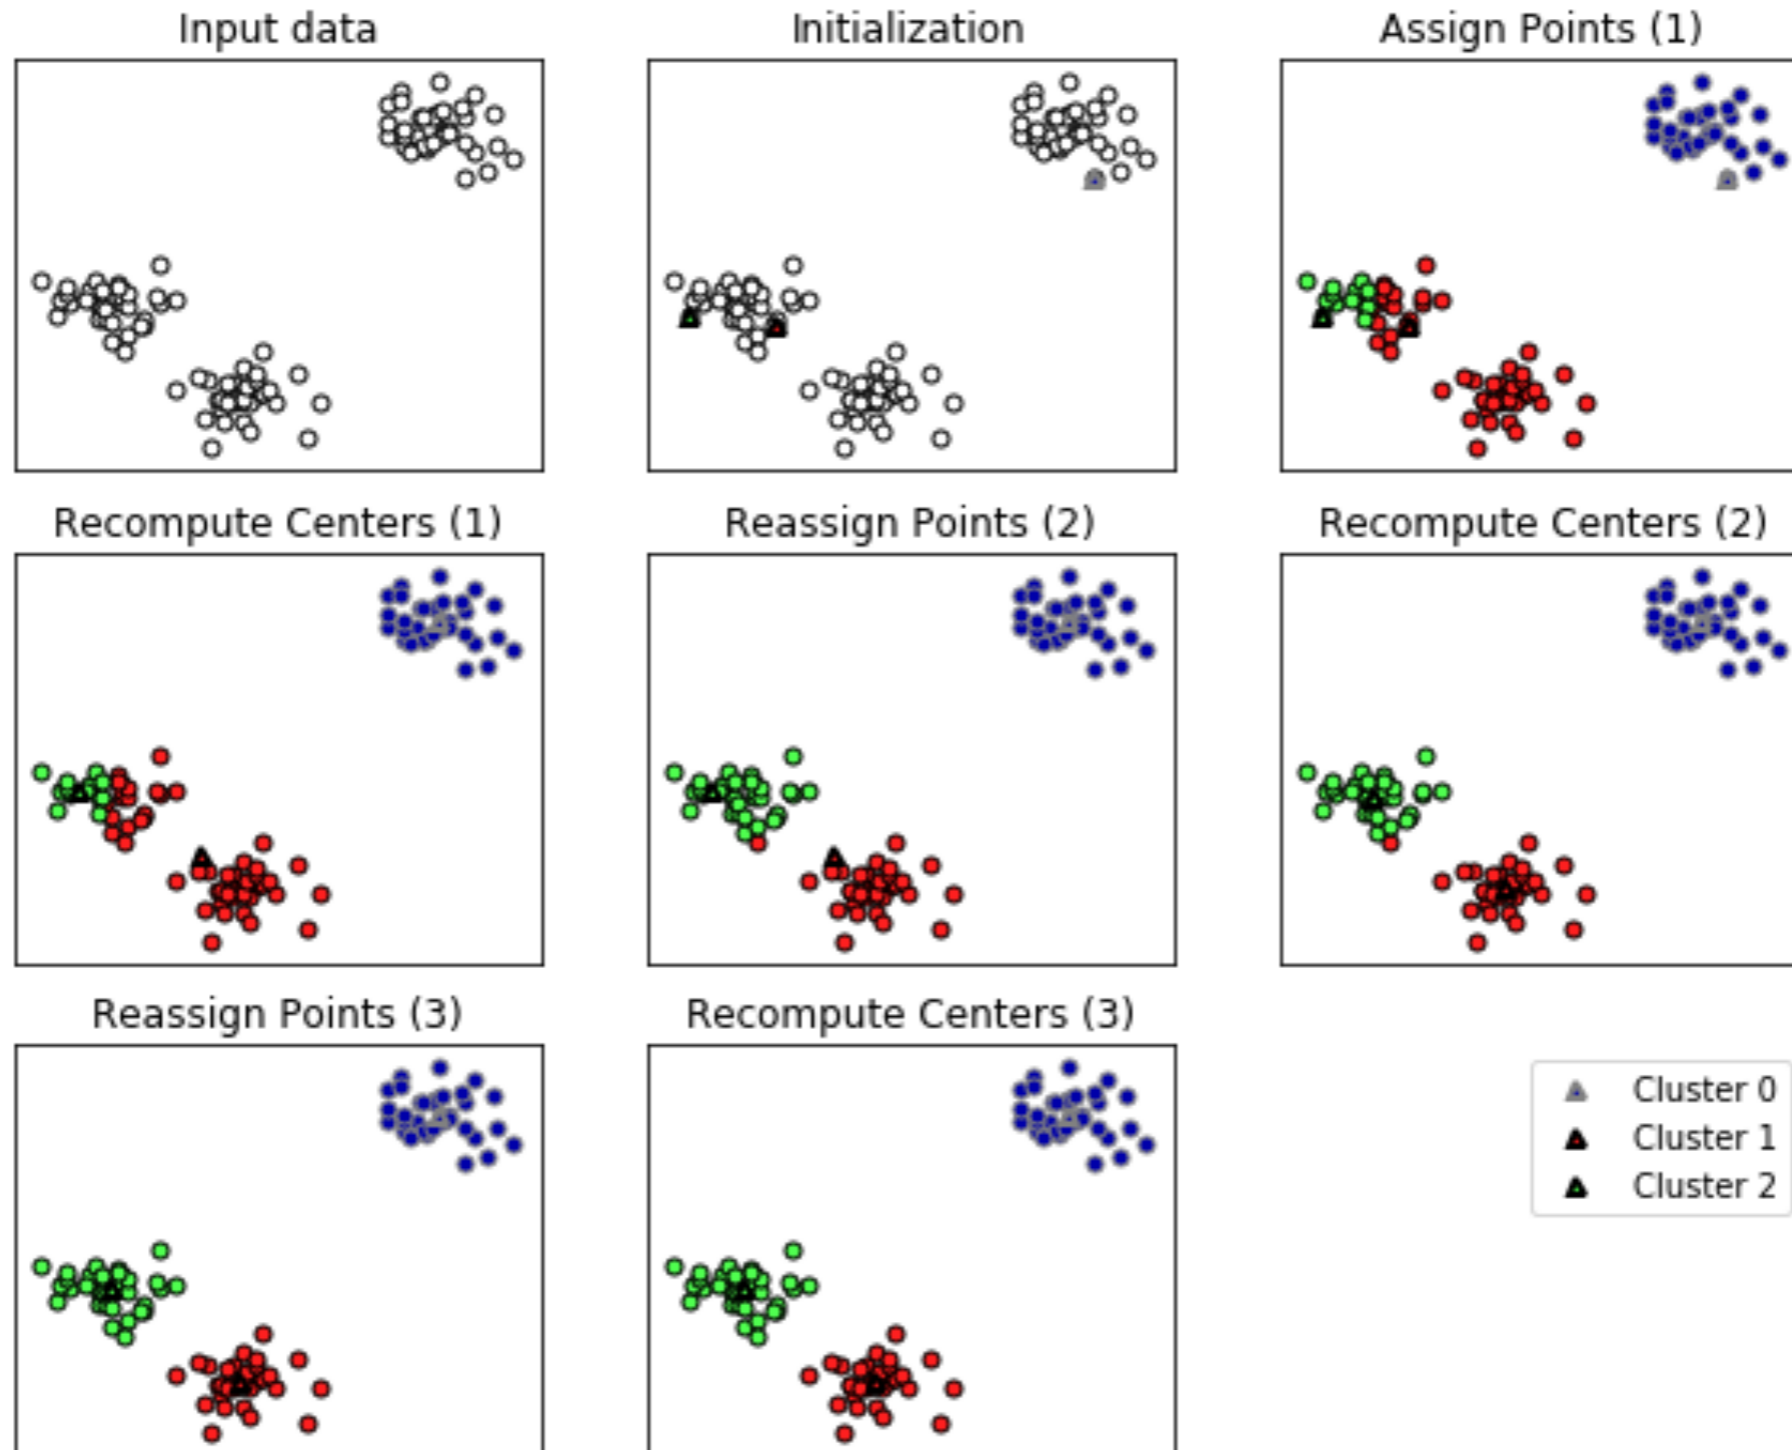 Input data
Initialization
Assign Points (1)
Recompute Centers (1)
Reassign Points (2)
Recompute Centers (2)
Reassign Points (3)
Recompute Centers (3)
Cluster 0
Cluster 1
Cluster 2